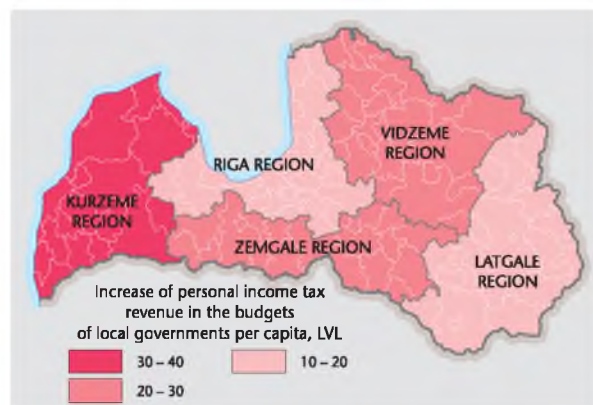 VIDZEME
REGION
RIGA REGION
KURZEME
REGION
ZEMGALE REGION
LATGALE
REGION
Increase of personal income tax
revenue in the budgets
of local governments per capita, LVL
30 – 40
10 – 20
20 – 30